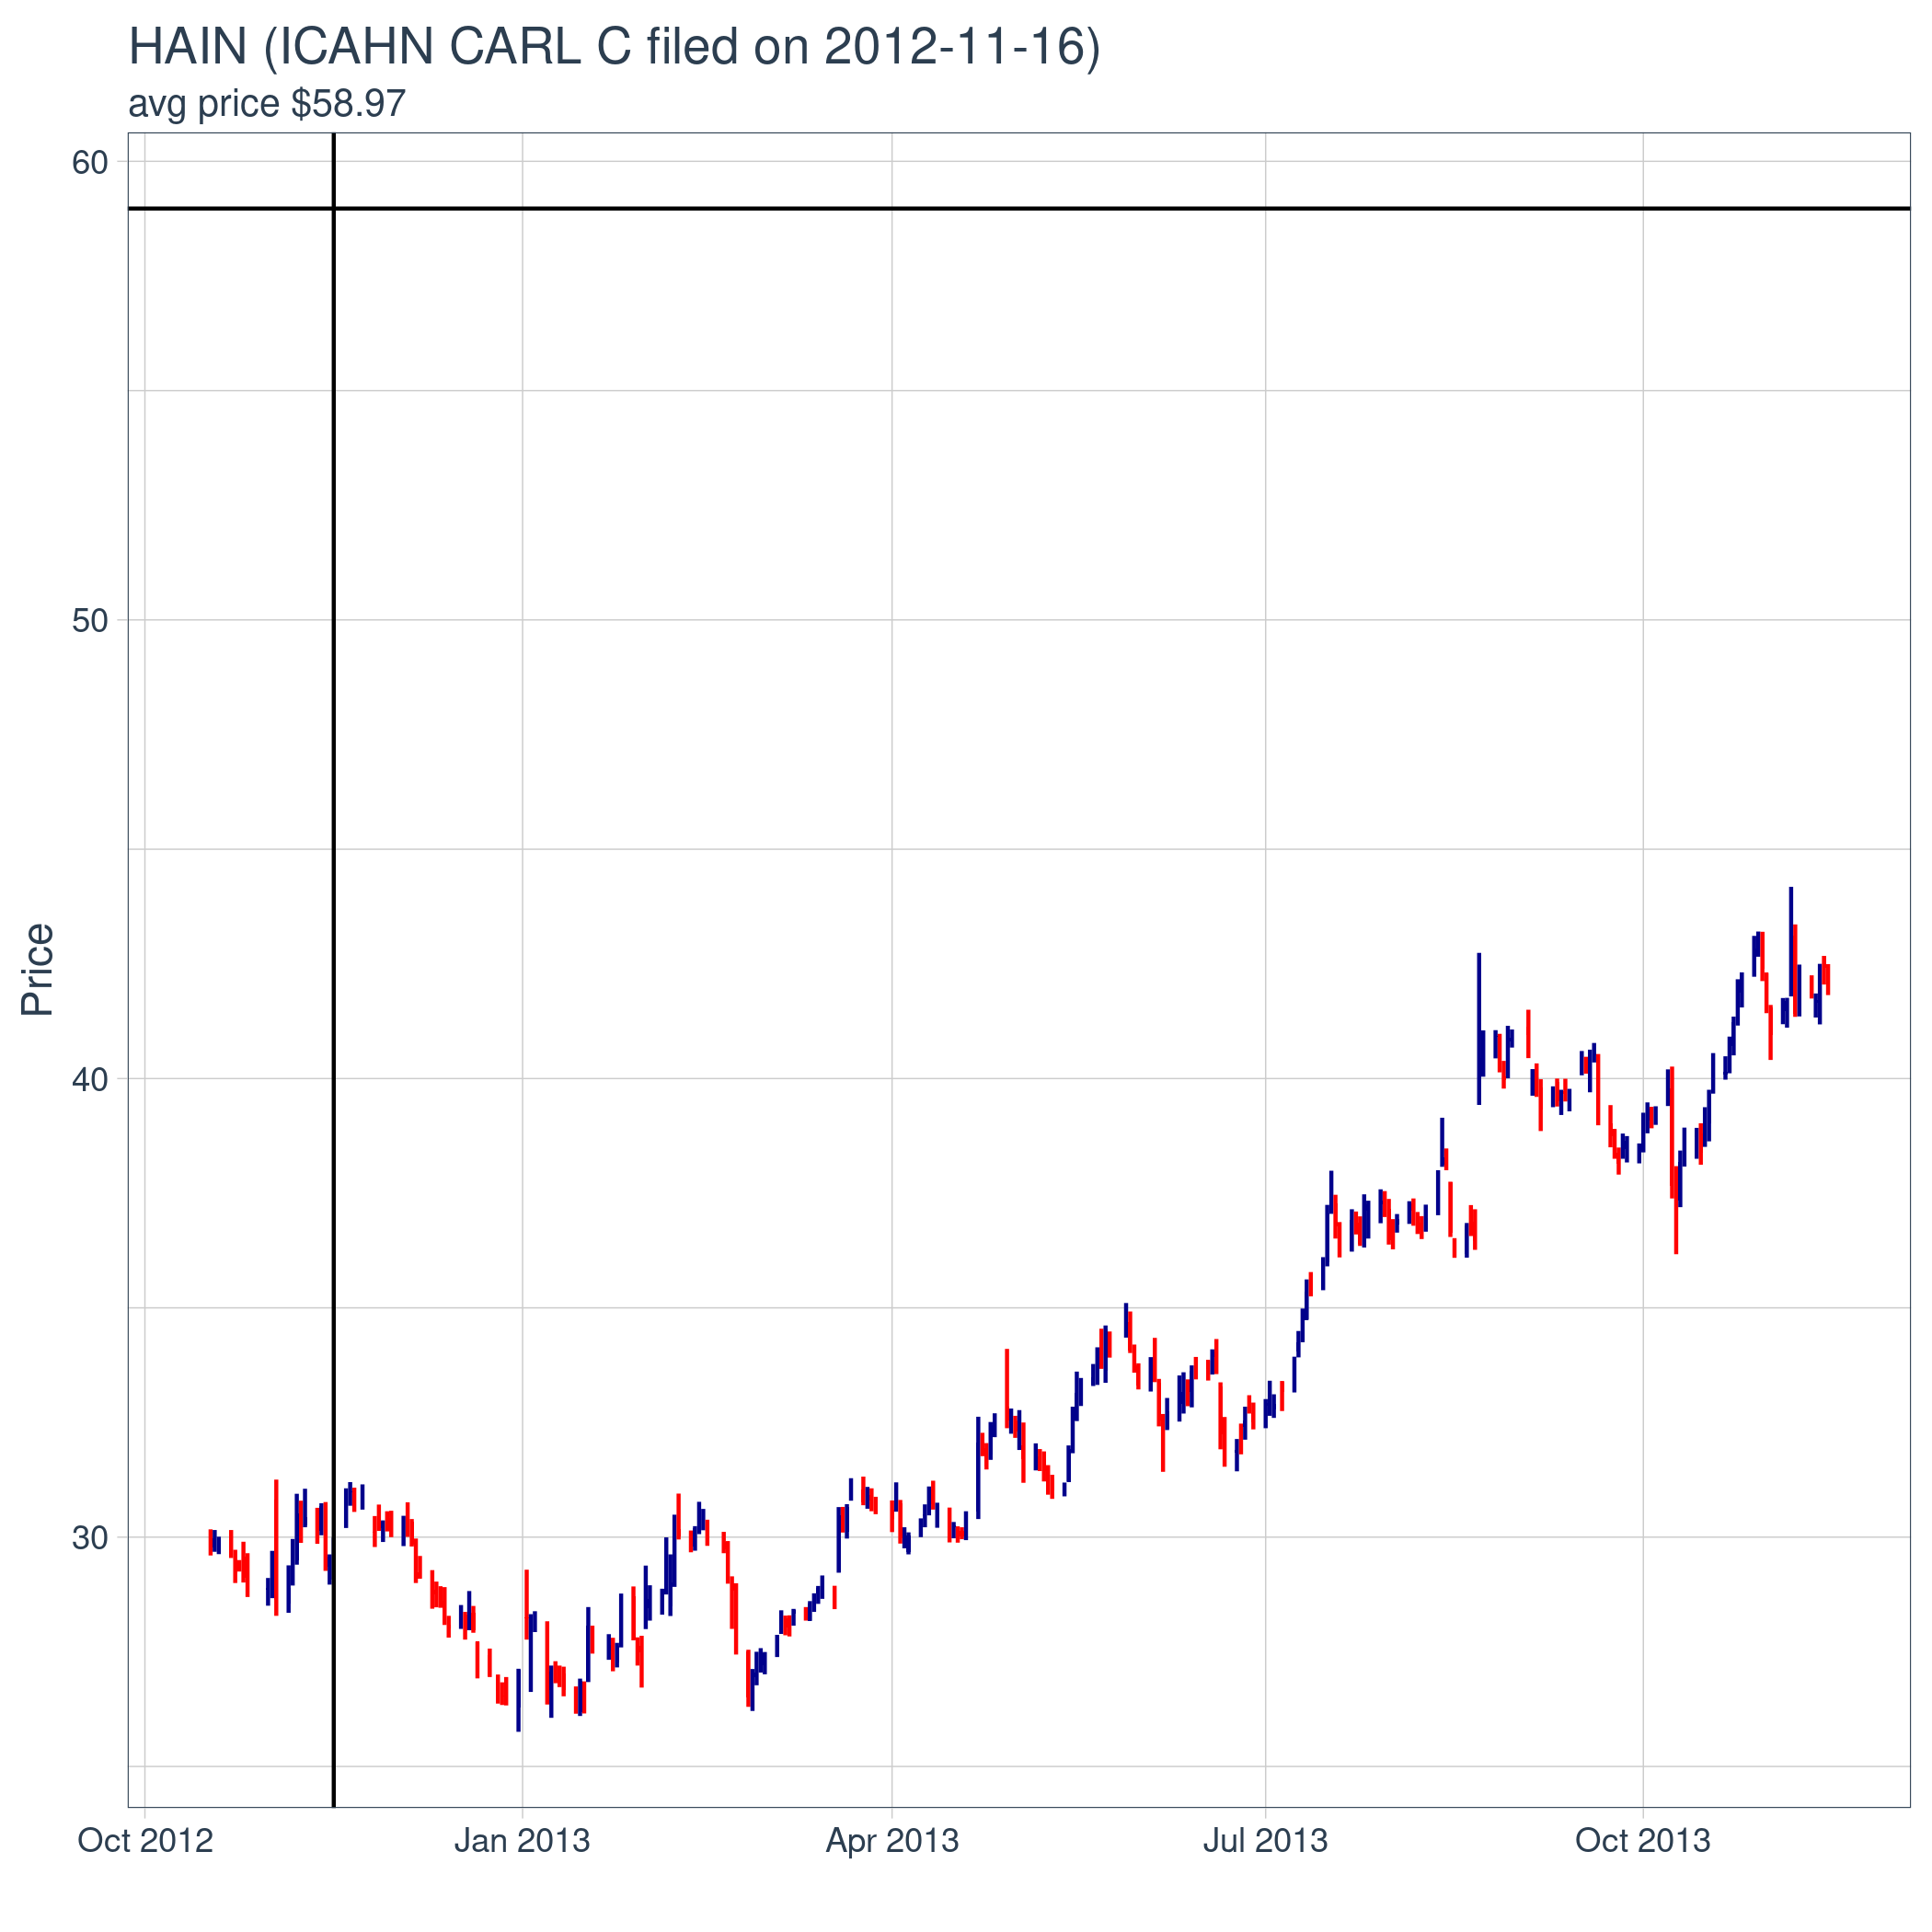 HAIN (ICAHN CARL C filed on 2012-11-16)
avg price $58.97
60
50
40
30
Price
Oct 2012
Jan 2013
Apr 2013
Jul 2013
Oct 2013